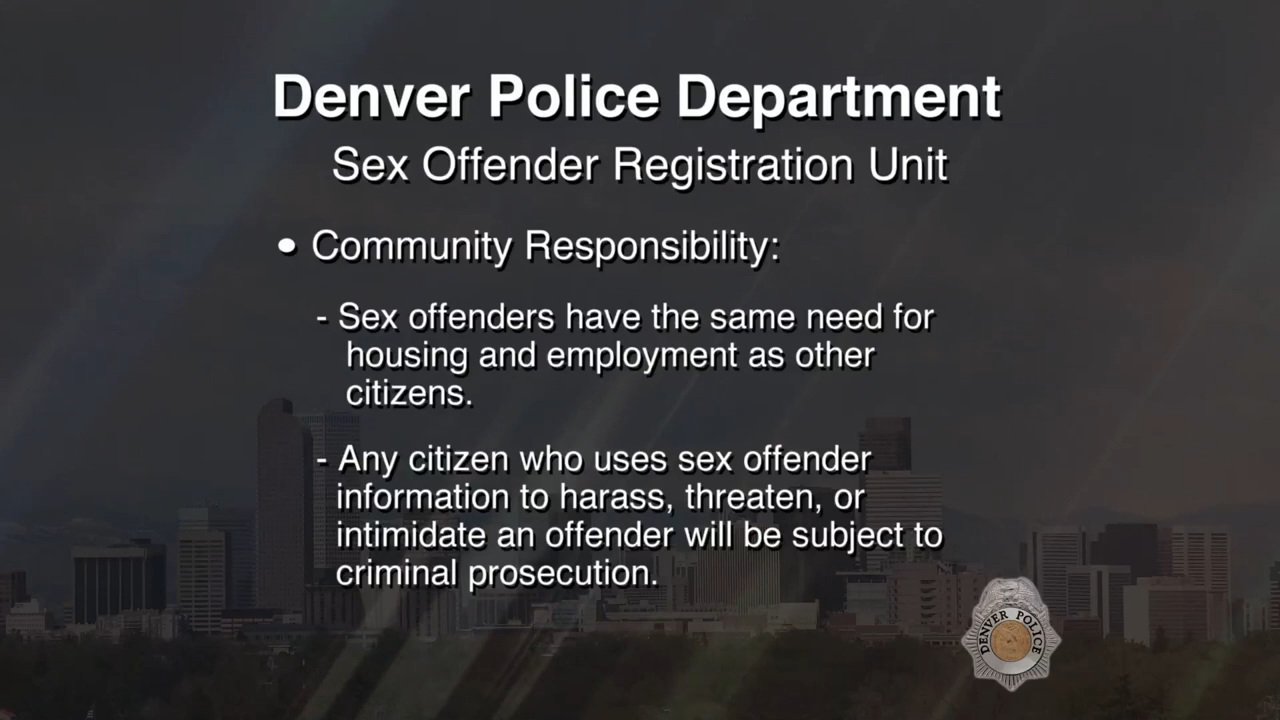 Denver Police Department
Sex Offender Registration Unit
• Community Responsibility:
- Sex offenders have the same need for
housing and employment as other
citizens.
- Any citizen who uses sex offender
information to harass, threaten, or
intimidate an offender will be subject to
criminal prosecution.
DENVER POLICE